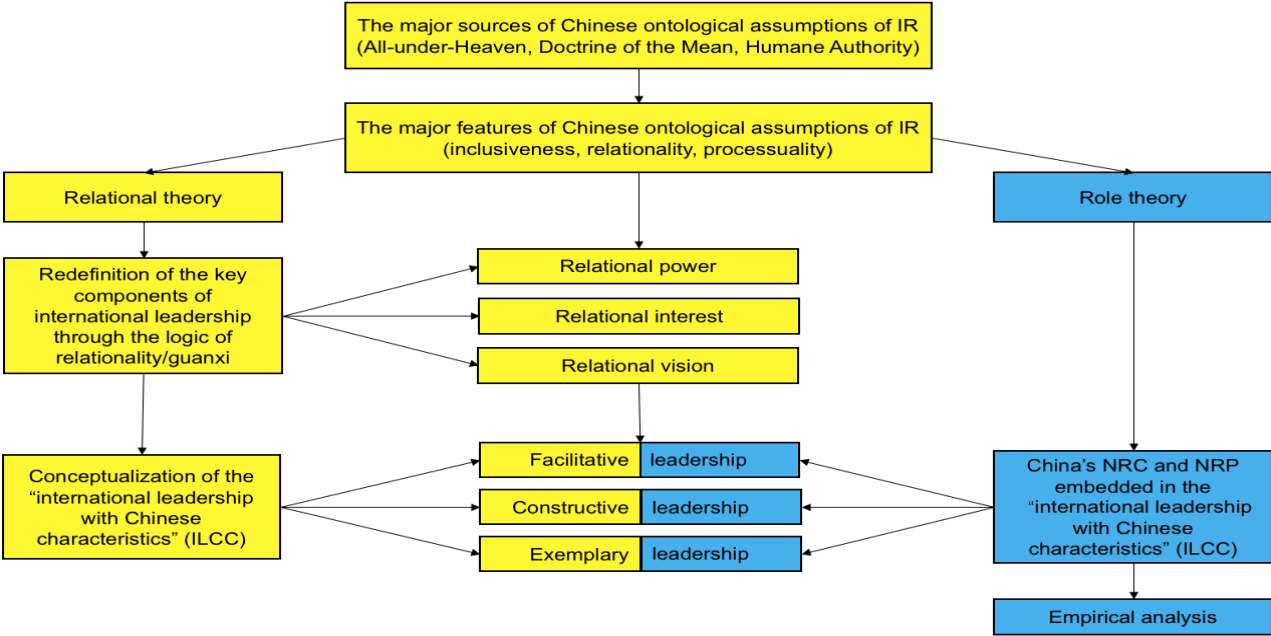 The major sources of Chinese ontological assumptions of IR
(All-under-Heaven, Doctrine of the Mean, Humane Authority)
The major features of Chinese ontological assumptions of IR
(inclusiveness, relationality, processuality)
Relational theory
Role theory
Redefinition of the key
components of
international leadership
through the logic of
relationality/guanxi
Relational power
Relational interest
Relational vision
Conceptualization of the
“international leadership
with Chinese
characteristics” (ILCC)
Facilitative leadership
Constructive leadership
Exemplary leadership
China’s NRC and NRP
embedded in the
“international leadership
with Chinese
characteristics” (ILCC)
Empirical analysis